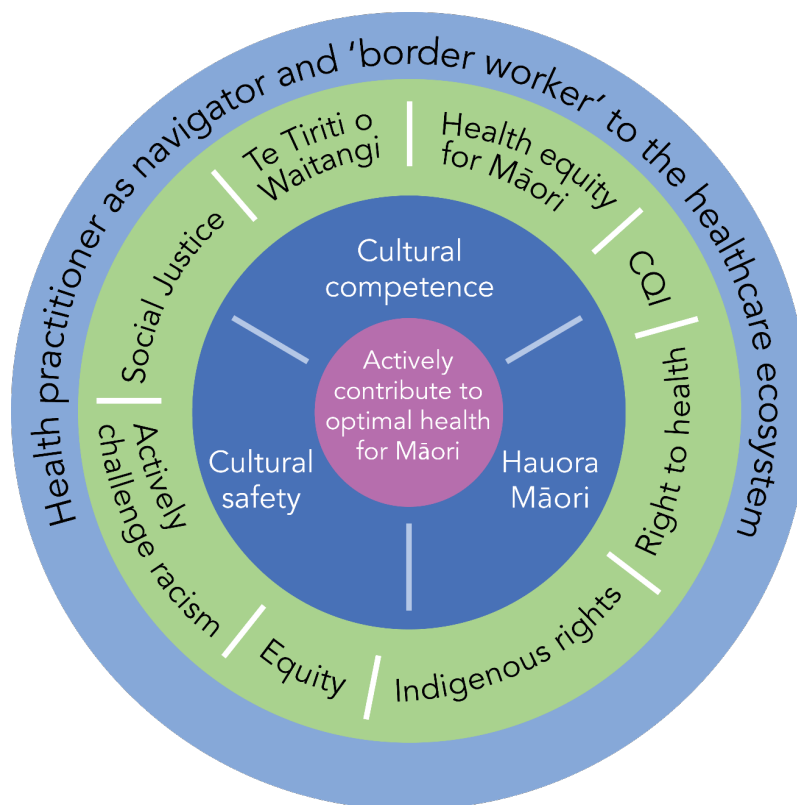 Health practitioner as navigator and ‘border worker’ to the healthcare ecosystem
Te Tiriti o
Waitangi
Health equity
for Māori
CQI
Right to health
Indigenous rights
Equity
Actively
challenge racism
Social Justice
Cultural
competence
Hauora
Māori
Cultural
safety
Actively
contribute to
optimal health
for Māori